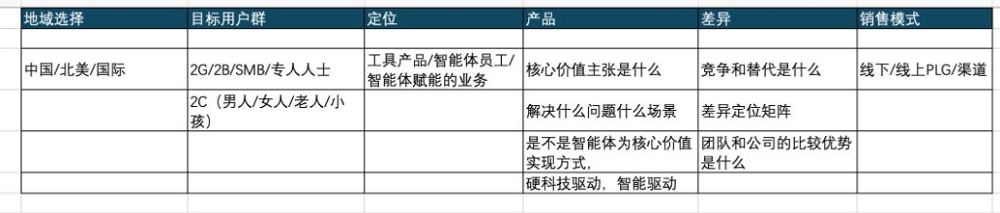 地域选择
目标用户群
定位
产品
差异
销售模式
中国/北美/国际
2G/2B/SMB/专人人士
工具产品/智能体员工/
智能体赋能的业务
核心价值主张是什么
竞争和替代是什么
线下/线上PLG/渠道
2C（男人/女人/老人/小
孩）
解决什么问题什么场景
差异定位矩阵
是不是智能体为核心价值
实现方式，
团队和公司的比较优势
是什么
硬科技驱动，智能驱动